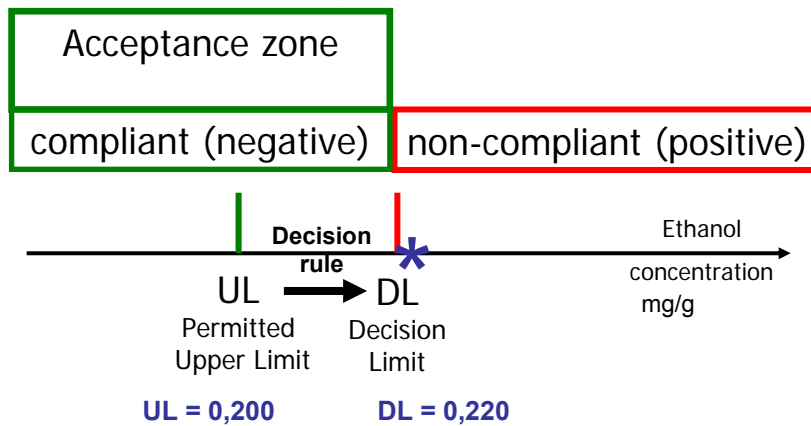 Acceptance zone
compliant (negative)
non-compliant (positive)
Decision
rule
Ethanol
concentration
mg/g
UL
Permitted
Upper Limit
DL
Decision
Limit
UL = 0,200
DL = 0,220